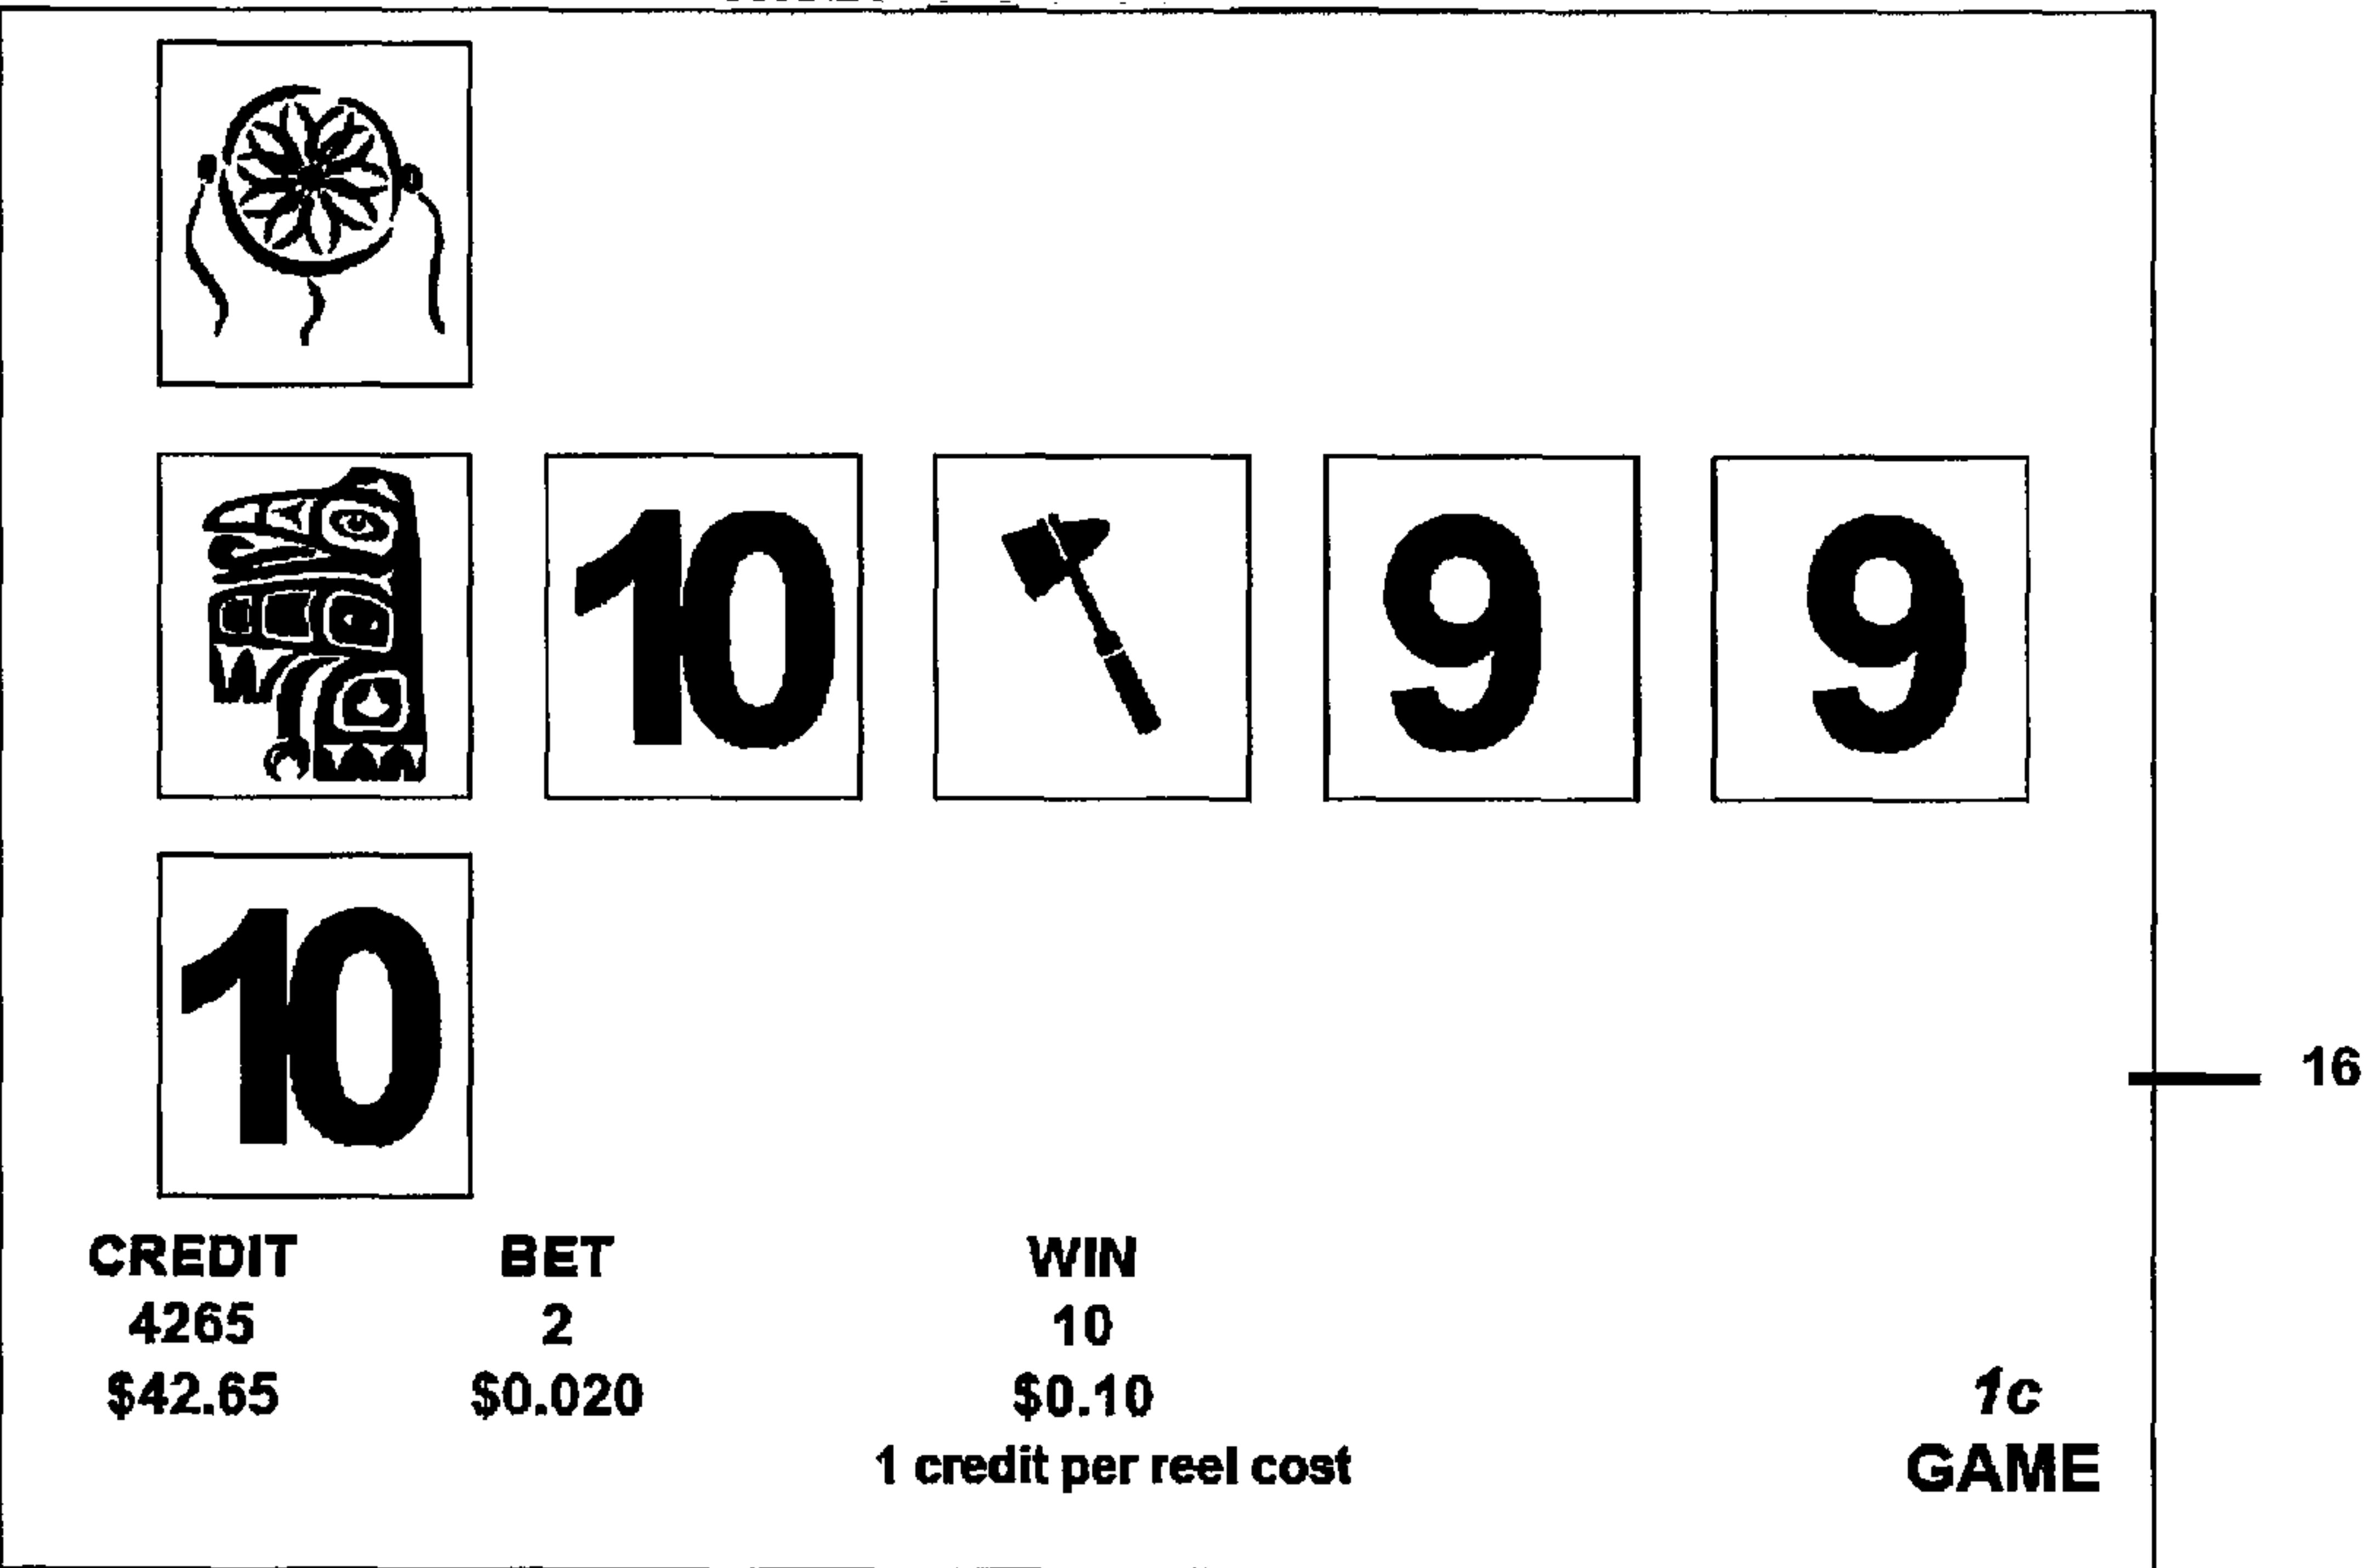 10 9 9
10
16
CREDIT BET WIN
4265 2 10
$42.65 $0.020 $0.10 1c
1 credit per reel cost GAME